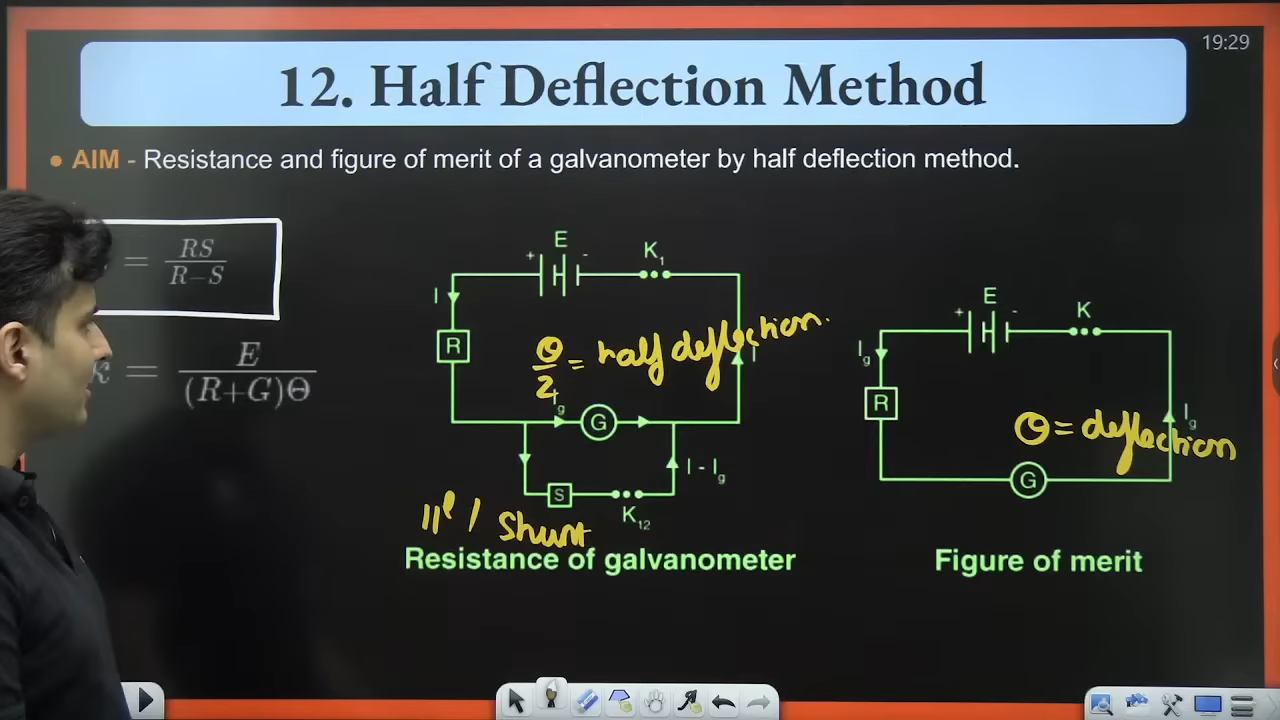 19:29
12. Half Deflection Method
• AIM - Resistance and figure of merit of a galvanometer by half deflection method.
= RS / R−S
K = E / (R+G)Θ
E
+ -
K1
I
R
θ/2 = half deflection.
I
Ig
G
I - Ig
S
K12
11el / Shunt
Resistance of galvanometer
E
+ -
K
Ig
R
θ = deflection
Ig
G
Figure of merit